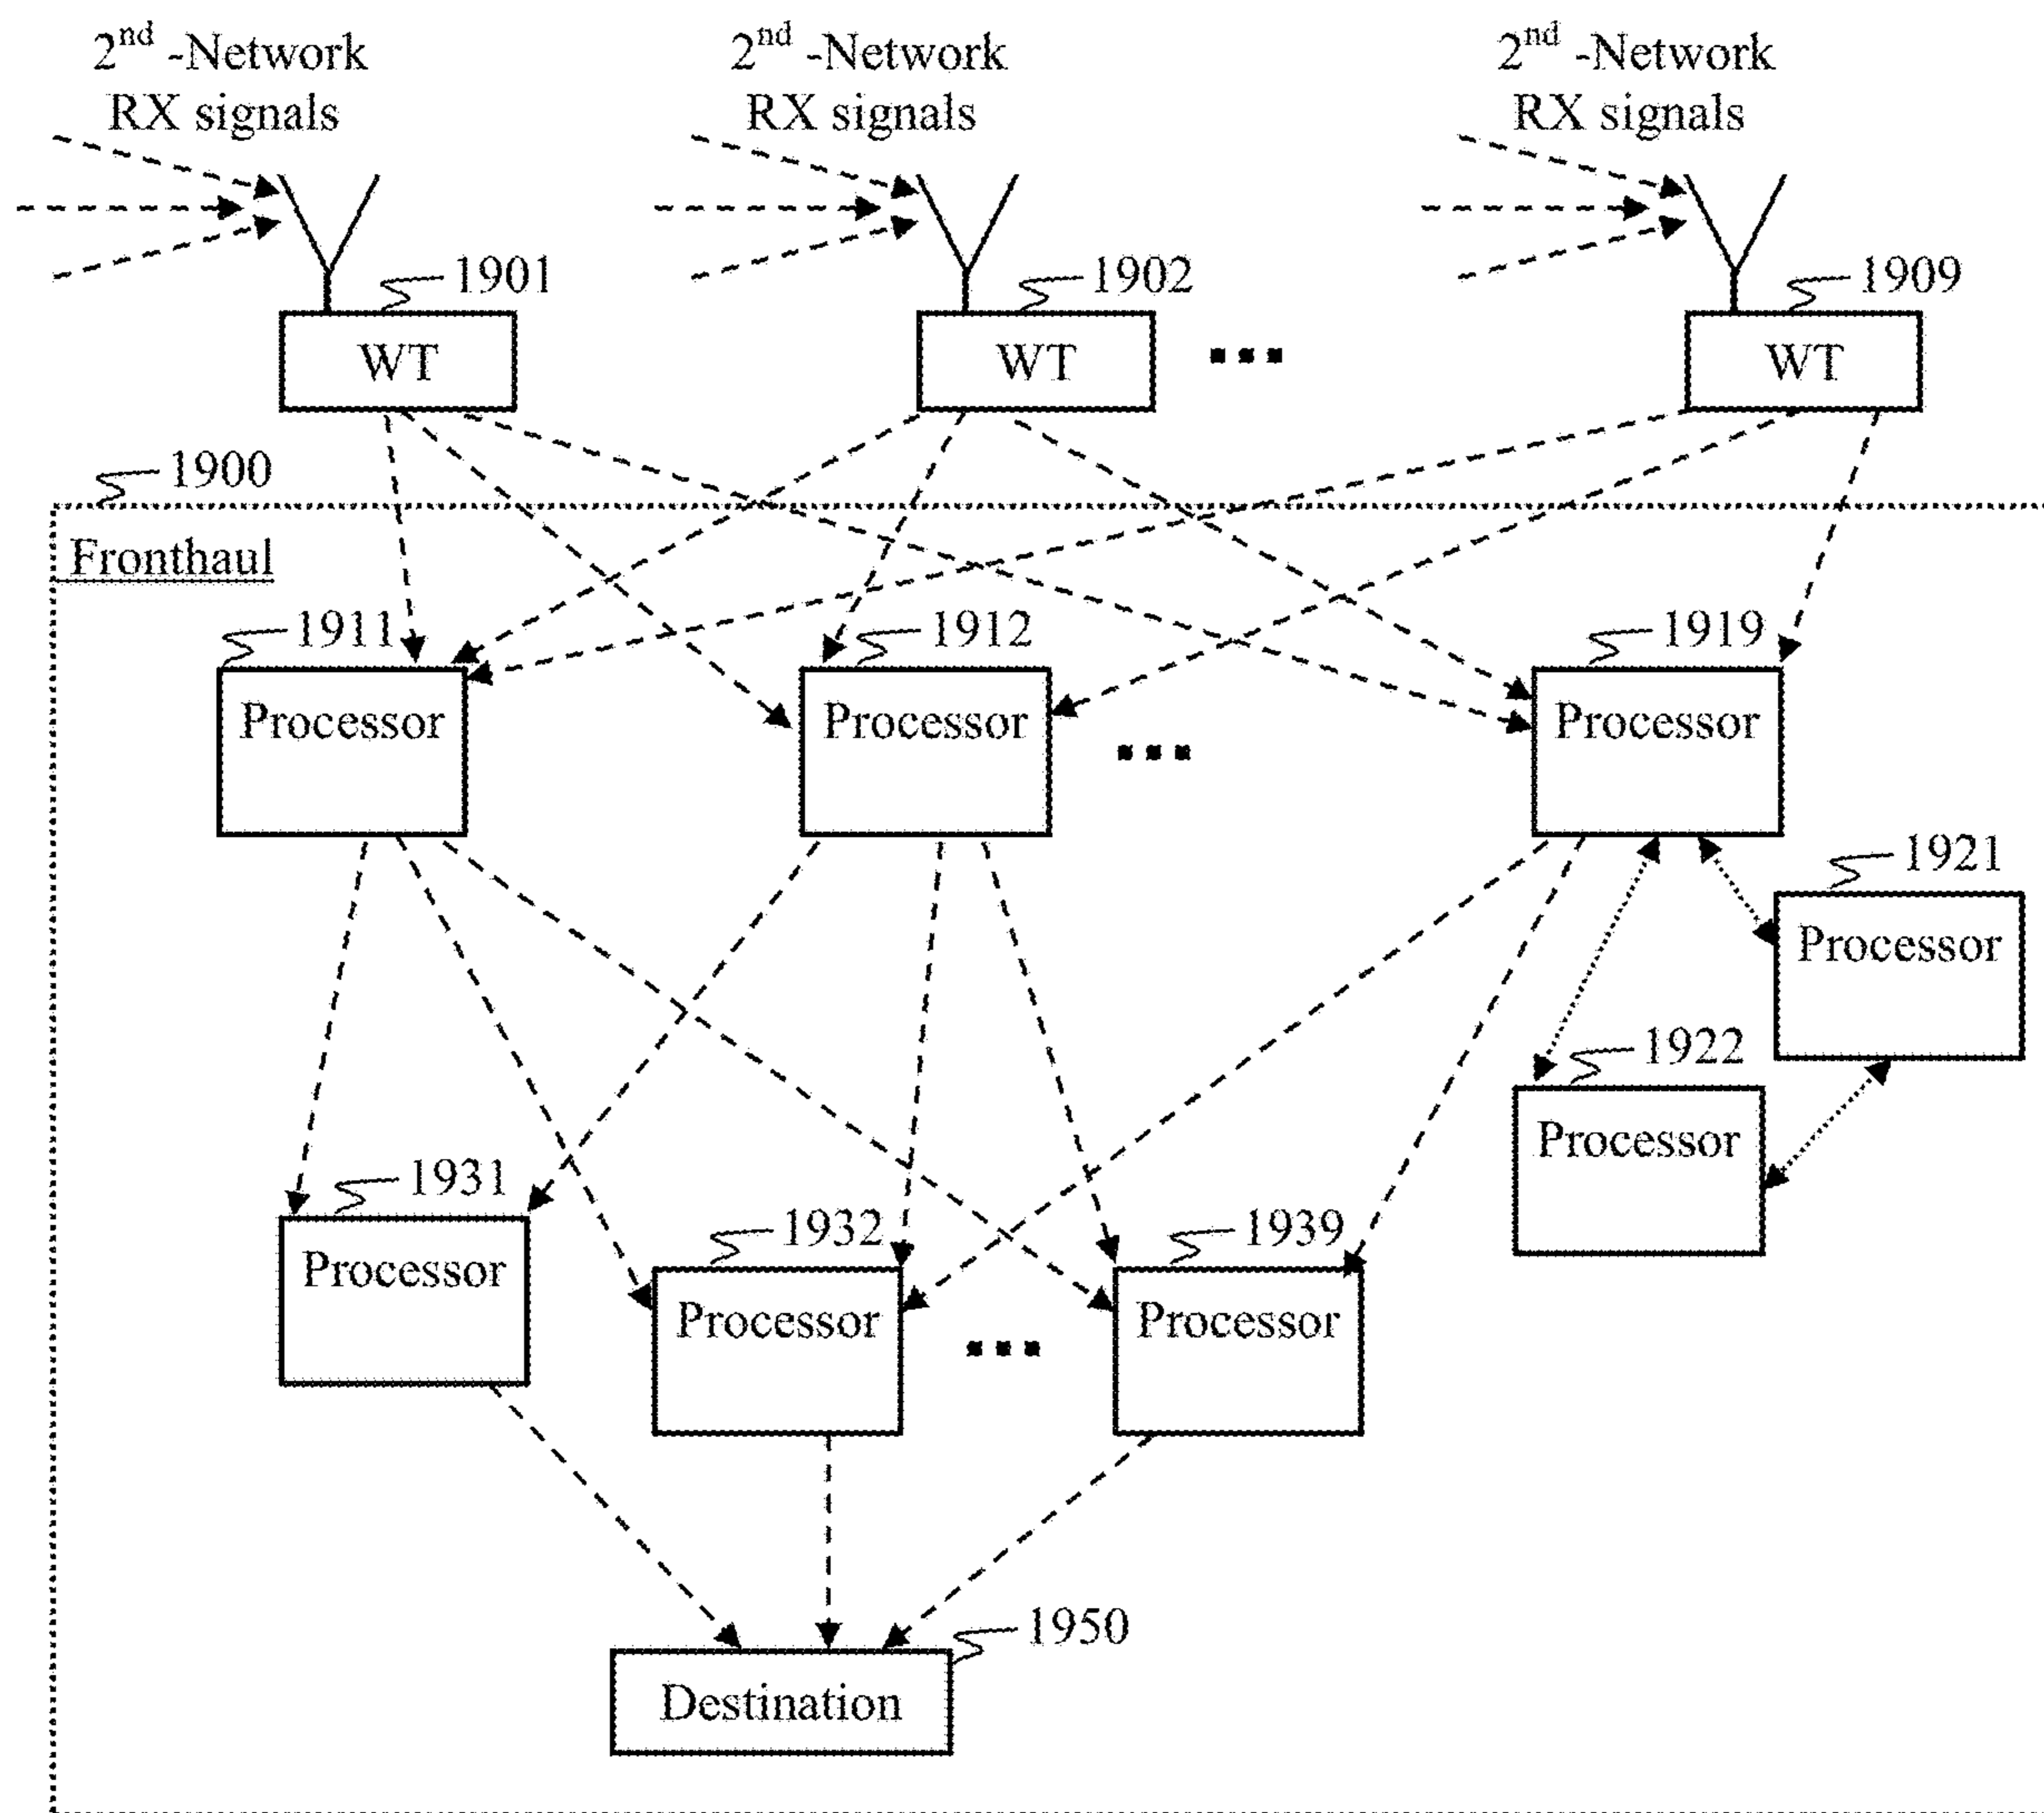 2nd -Network
RX signals
2nd -Network
RX signals
2nd -Network
RX signals
1901
1902
1909
WT
WT
WT
1900
Fronthaul
1911
1912
1919
Processor
Processor
Processor
1921
Processor
1922
Processor
1931
Processor
1932
Processor
1939
Processor
1950
Destination